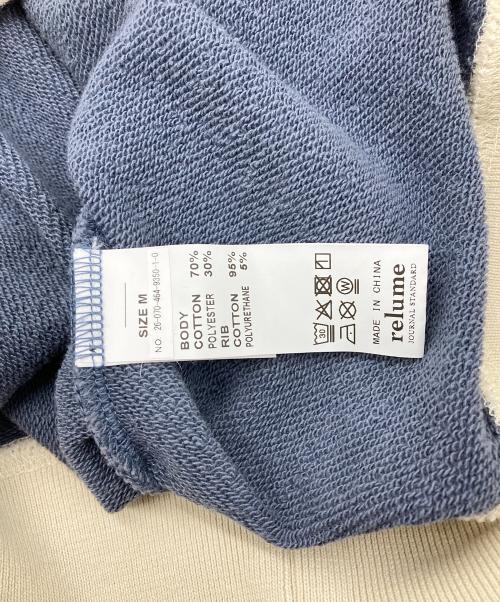 SIZE M
NO. 26-070-464-9350-1-0
BODY
COTTON 70%
POLYESTER 30%
RIB
COTTON 95%
POLYURETHANE 5%
30
W
MADE IN CHINA
relume
JOURNAL STANDARD